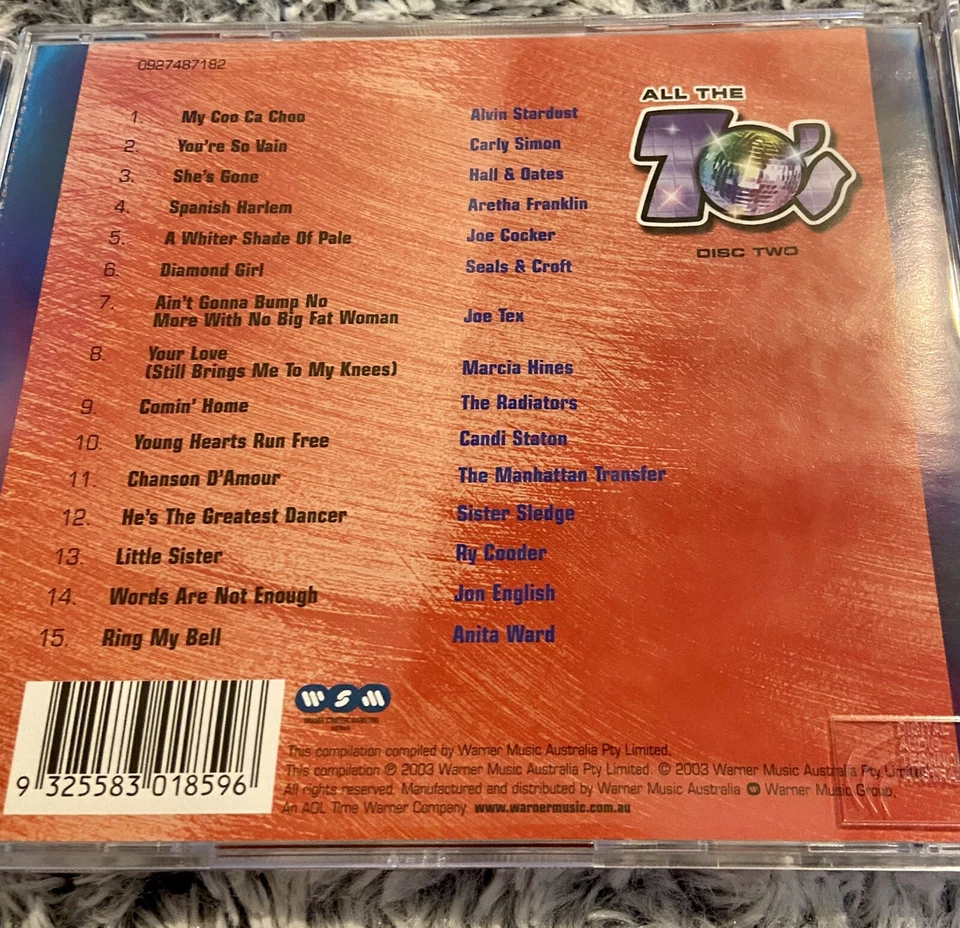 0927487182
ALL THE
70's
DISC TWO
1. My Coo Ca Choo Alvin Stardust
2. You're So Vain Carly Simon
3. She's Gone Hall & Oates
4. Spanish Harlem Aretha Franklin
5. A Whiter Shade Of Pale Joe Cocker
6. Diamond Girl Seals & Croft
7. Ain't Gonna Bump No
More With No Big Fat Woman Joe Tex
8. Your Love
(Still Brings Me To My Knees) Marcia Hines
9. Comin' Home The Radiators
10. Young Hearts Run Free Candi Staton
11. Chanson D'Amour The Manhattan Transfer
12. He's The Greatest Dancer Sister Sledge
13. Little Sister Ry Cooder
14. Words Are Not Enough Jon English
15. Ring My Bell Anita Ward
9 325583 018596
WSM
This compilation compiled by Warner Music Australia Pty Limited.
This compilation ℗ 2003 Warner Music Australia Pty Limited. © 2003 Warner Music Australia Pty Limited.
All rights reserved. Manufactured and distributed by Warner Music Australia Warner Music Group,
An AOL Time Warner Company. www.warnermusic.com.au